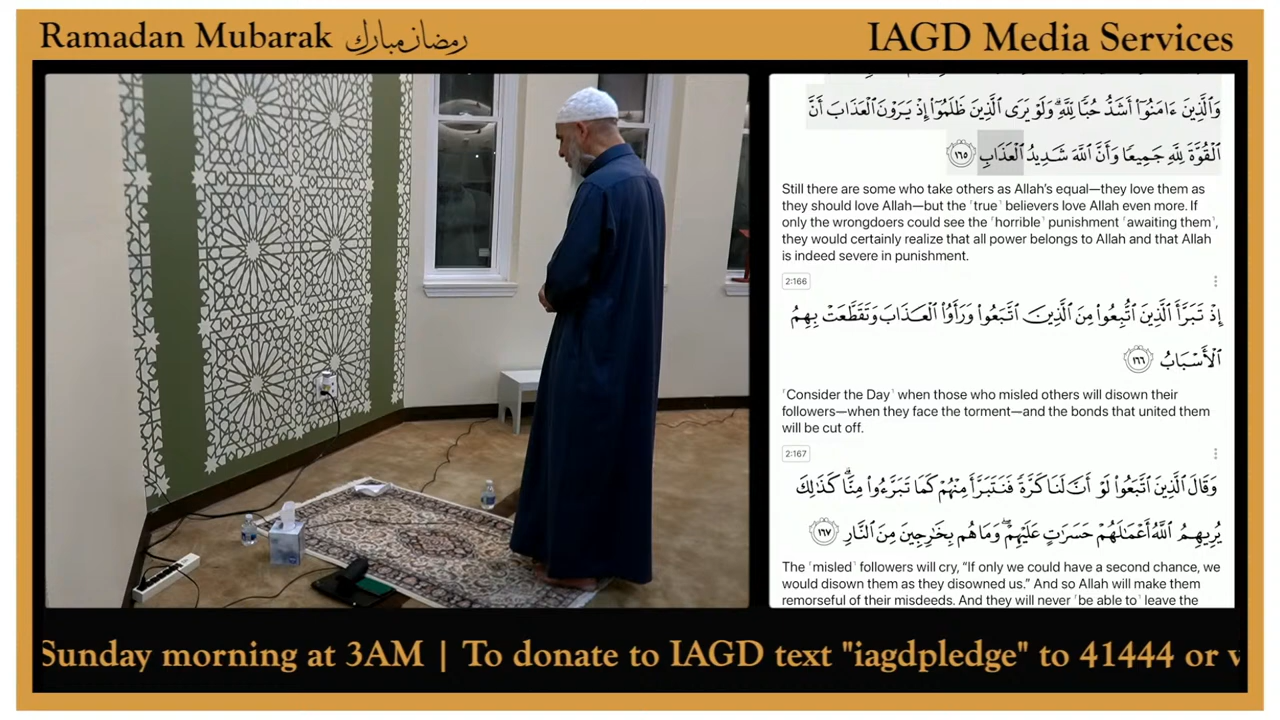 Ramadan Mubarak رمضان مبارك
IAGD Media Services
وَٱلَّذِينَ ءَامَنُوٓا۟ أَشَدُّ حُبًّا لِّلَّهِ ۗ وَلَوْ يَرَى ٱلَّذِينَ ظَلَمُوٓا۟ إِذْ يَرَوْنَ ٱلْعَذَابَ أَنَّ
ٱلْقُوَّةَ لِلَّهِ جَمِيعًا وَأَنَّ ٱللَّهَ شَدِيدُ ٱلْعَذَابِ ١٦٥
Still there are some who take others as Allah’s equal—they love them as
they should love Allah—but the ˹true˺ believers love Allah even more. If
only the wrongdoers could see the ˹horrible˺ punishment ˹awaiting them˺,
they would certainly realize that all power belongs to Allah and that Allah
is indeed severe in punishment.
2:166
إِذْ تَبَرَّأَ ٱلَّذِينَ ٱتُّبِعُوا۟ مِنَ ٱلَّذِينَ ٱتَّبَعُوا۟ وَرَأَوُا۟ ٱلْعَذَابَ وَتَقَطَّعَتْ بِهِمُ
ٱلْأَسْبَابُ ١٦٦
˹Consider the Day˺ when those who misled others will disown their
followers—when they face the torment—and the bonds that united them
will be cut off.
2:167
وَقَالَ ٱلَّذِينَ ٱتَّبَعُوا۟ لَوْ أَنَّ لَنَا كَرَّةً فَنَتَبَرَّأَ مِنْهُمْ كَمَا تَبَرَّءُوا۟ مِنَّا ۗ كَذَٰلِكَ
يُرِيهِمُ ٱللَّهُ أَعْمَـٰلَهُمْ حَسَرَٰتٍ عَلَيْهِمْ ۖ وَمَا هُم بِخَـٰرِجِينَ مِنَ ٱلنَّارِ ١٦٧
The ˹misled˺ followers will cry, “If only we could have a second chance, we
would disown them as they disowned us.” And so Allah will make them
remorseful of their misdeeds. And they will never ˹be able to˺ leave the
Sunday morning at 3AM | To donate to IAGD text "iagdpledge" to 41444 or